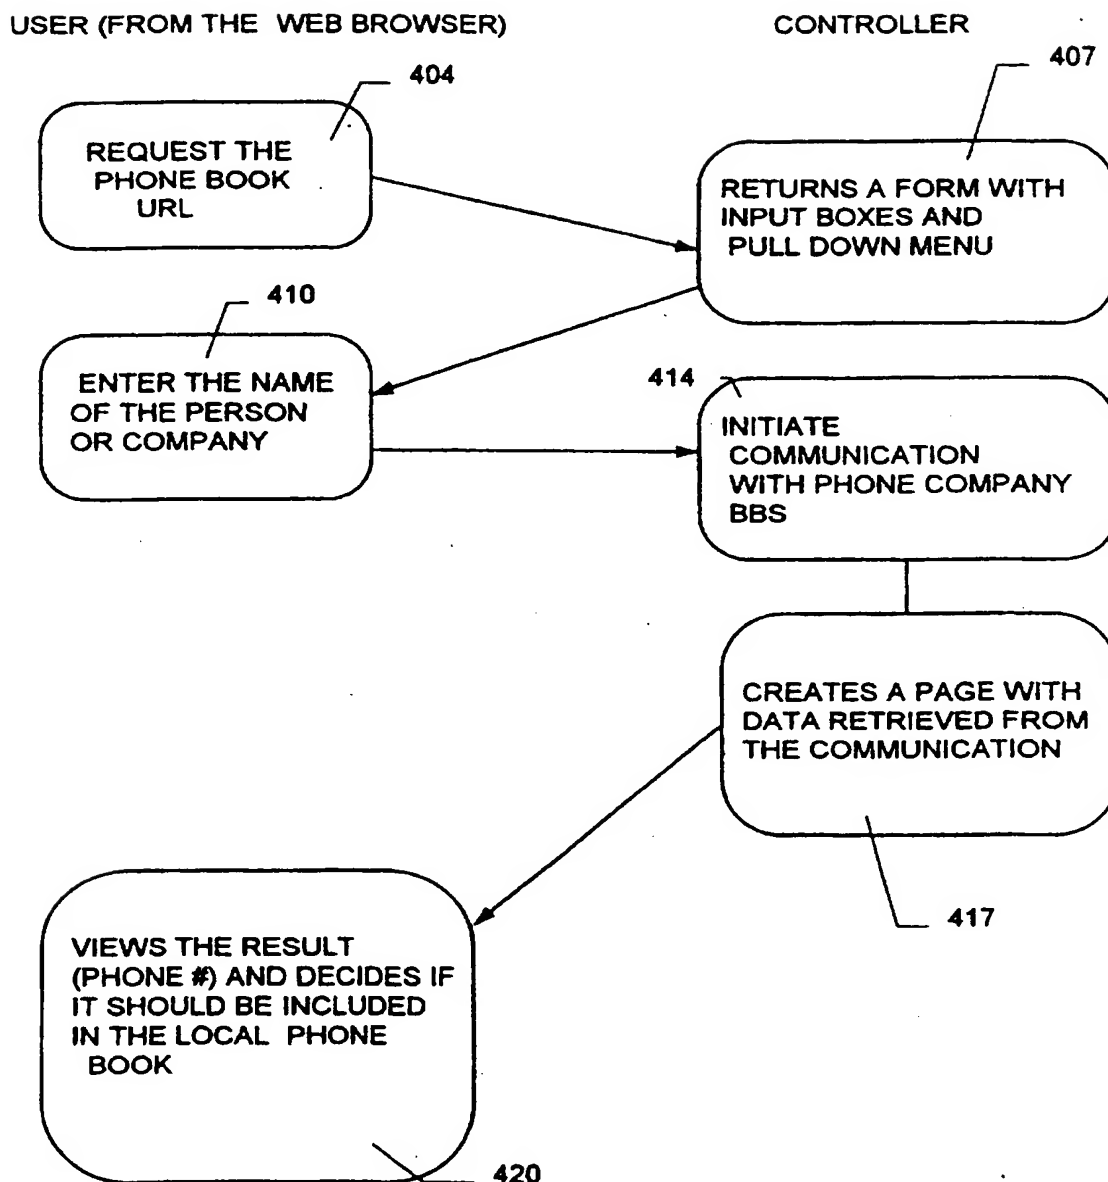 USER (FROM THE WEB BROWSER)
CONTROLLER
404
407
REQUEST THE
PHONE BOOK
URL
RETURNS A FORM WITH
INPUT BOXES AND
PULL DOWN MENU
410
ENTER THE NAME
OF THE PERSON
OR COMPANY
414
INITIATE
COMMUNICATION
WITH PHONE COMPANY
BBS
CREATES A PAGE WITH
DATA RETRIEVED FROM
THE COMMUNICATION
417
VIEWS THE RESULT
(PHONE #) AND DECIDES IF
IT SHOULD BE INCLUDED
IN THE LOCAL PHONE
BOOK
420